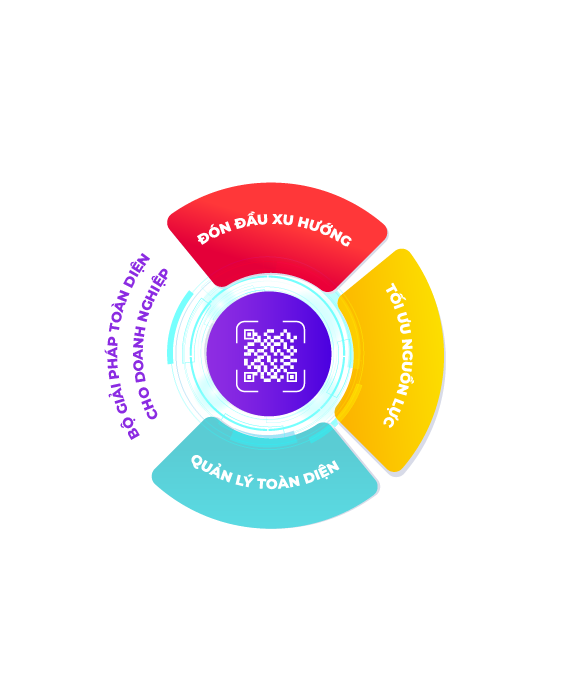 ĐÓN ĐẦU XU HƯỚNG
TỐI ƯU NGUỒN LỰC
QUẢN LÝ TOÀN DIỆN
BỘ GIẢI PHÁP TOÀN DIỆN
CHO DOANH NGHIỆP